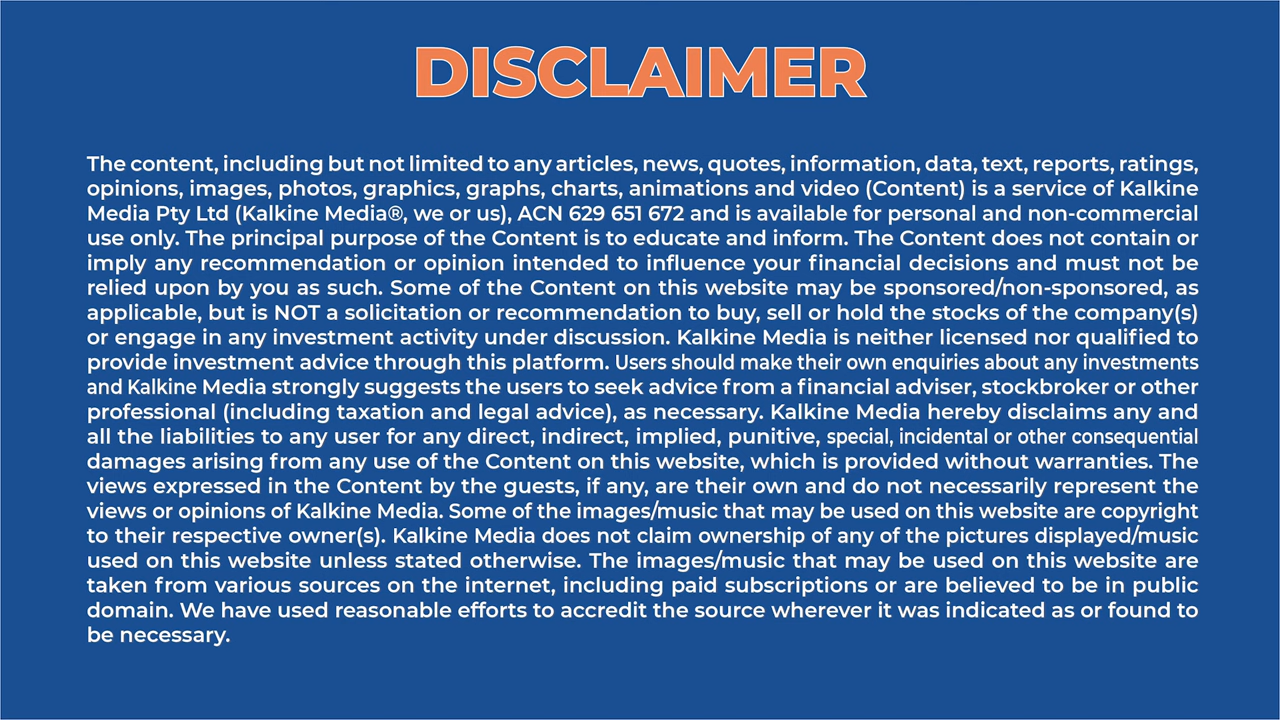 DISCLAIMER
The content, including but not limited to any articles, news, quotes, information, data, text, reports, ratings,
opinions, images, photos, graphics, graphs, charts, animations and video (Content) is a service of Kalkine
Media Pty Ltd (Kalkine Media®, we or us), ACN 629 651 672 and is available for personal and non-commercial
use only. The principal purpose of the Content is to educate and inform. The Content does not contain or
imply any recommendation or opinion intended to influence your financial decisions and must not be
relied upon by you as such. Some of the Content on this website may be sponsored/non-sponsored, as
applicable, but is NOT a solicitation or recommendation to buy, sell or hold the stocks of the company(s)
or engage in any investment activity under discussion. Kalkine Media is neither licensed nor qualified to
provide investment advice through this platform. Users should make their own enquiries about any investments
and Kalkine Media strongly suggests the users to seek advice from a financial adviser, stockbroker or other
professional (including taxation and legal advice), as necessary. Kalkine Media hereby disclaims any and
all the liabilities to any user for any direct, indirect, implied, punitive, special, incidental or other consequential
damages arising from any use of the Content on this website, which is provided without warranties. The
views expressed in the Content by the guests, if any, are their own and do not necessarily represent the
views or opinions of Kalkine Media. Some of the images/music that may be used on this website are copyright
to their respective owner(s). Kalkine Media does not claim ownership of any of the pictures displayed/music
used on this website unless stated otherwise. The images/music that may be used on this website are
taken from various sources on the internet, including paid subscriptions or are believed to be in public
domain. We have used reasonable efforts to accredit the source wherever it was indicated as or found to
be necessary.